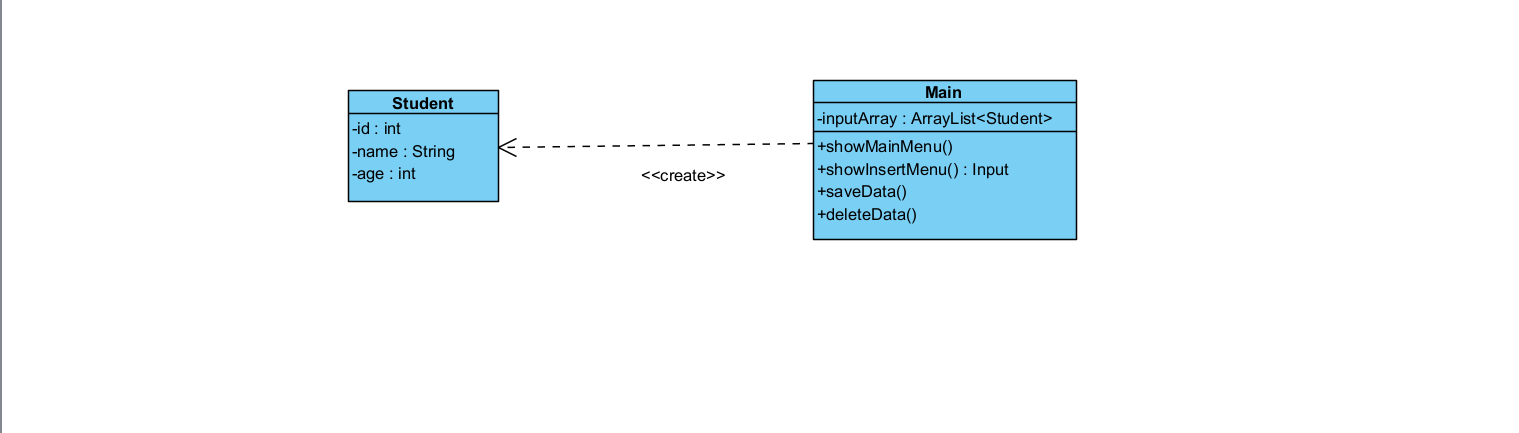 Student
-id : int
-name : String
-age : int
<<create>>
Main
-inputArray : ArrayList<Student>
+showMainMenu()
+showInsertMenu() : Input
+saveData()
+deleteData()